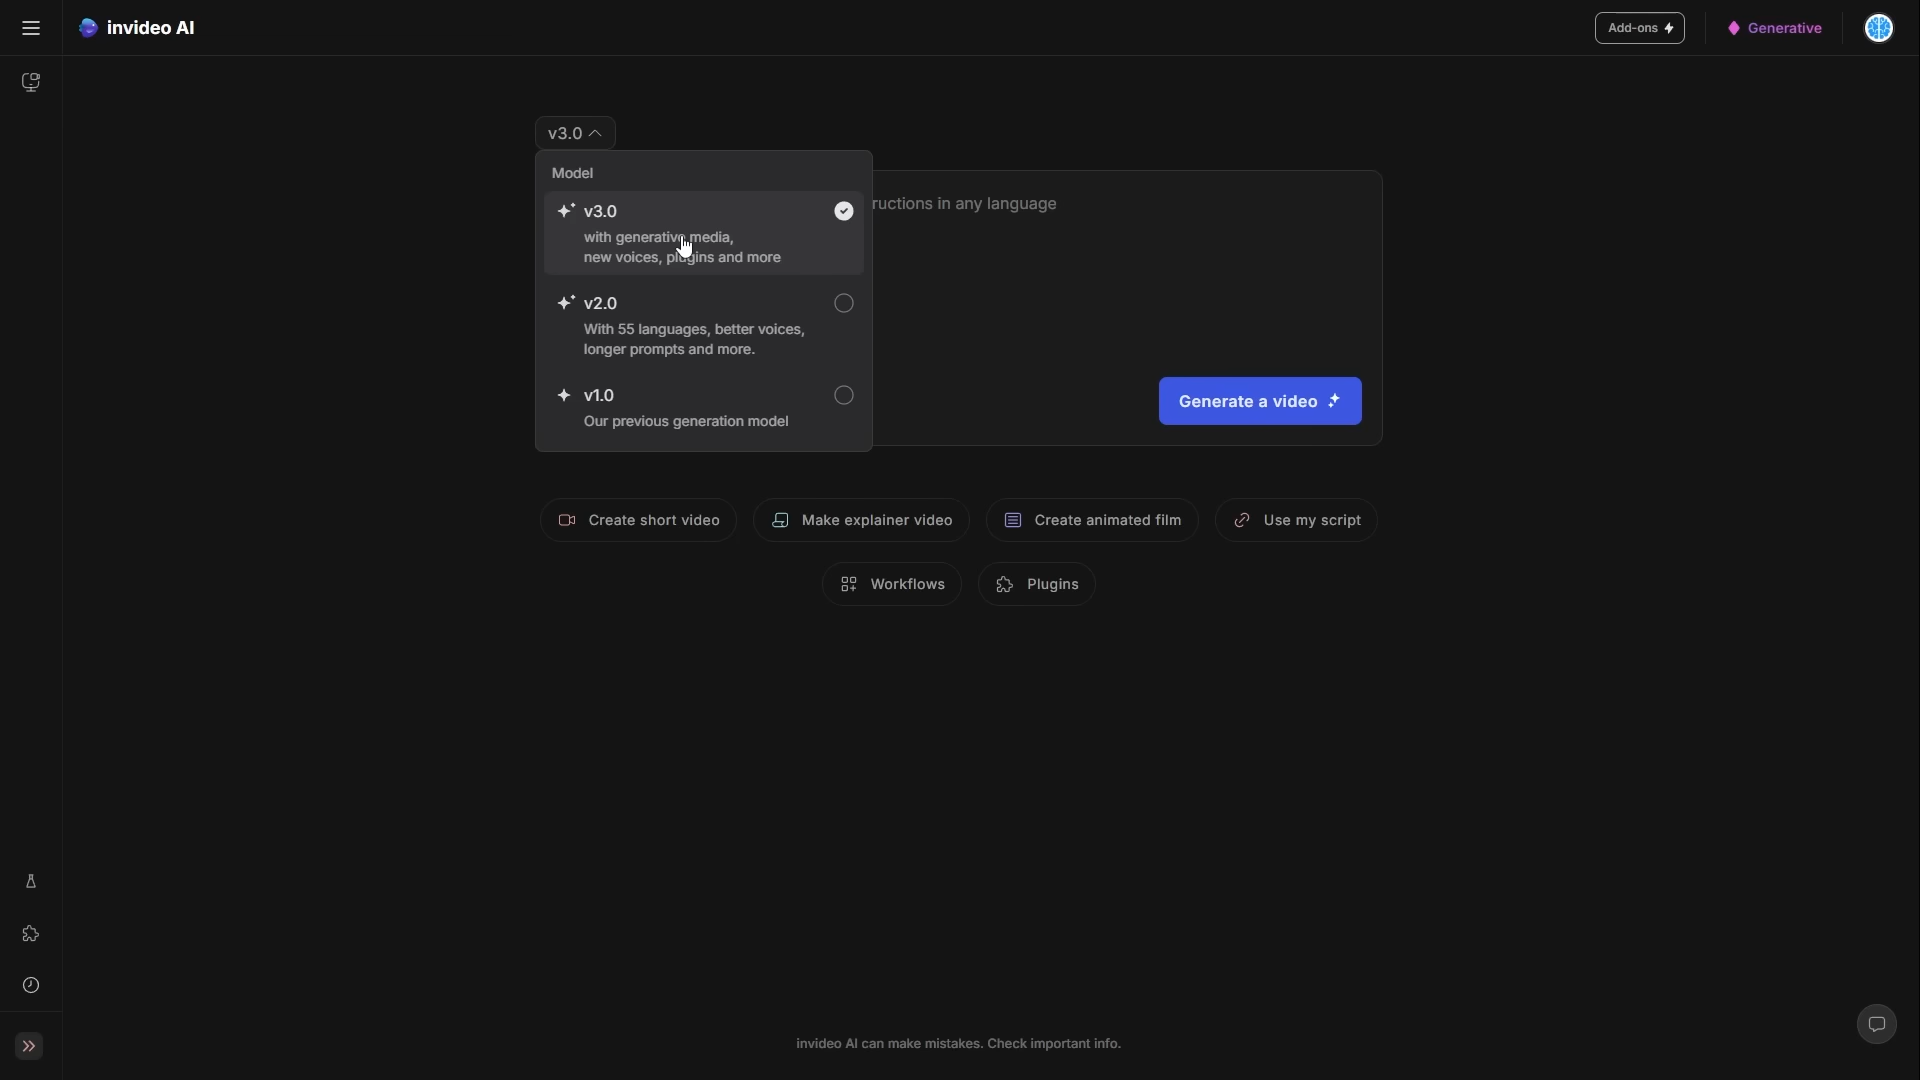 invideo AI
Add-ons
Generative
v3.0
Model
v3.0
with generative media,
new voices, plugins and more
ructions in any language
v2.0
With 55 languages, better voices,
longer prompts and more.
v1.0
Our previous generation model
Generate a video
Create short video
Make explainer video
Create animated film
Use my script
Workflows
Plugins
invideo AI can make mistakes. Check important info.